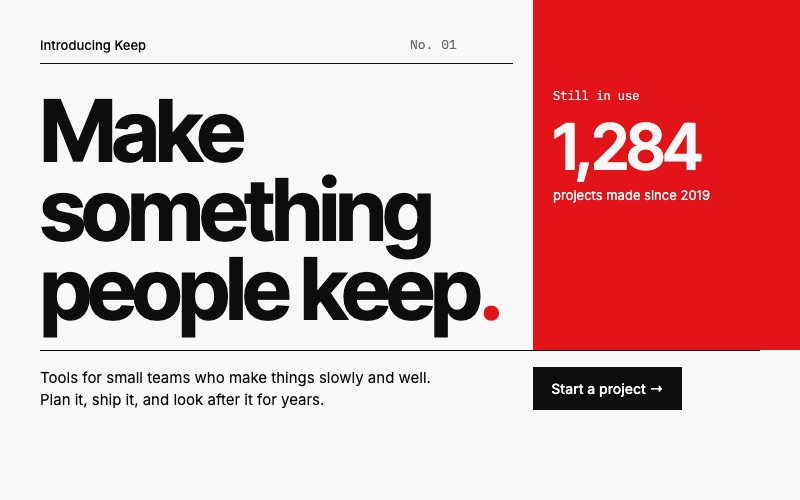 Introducing Keep
No. 01
Make
something
people keep.
Still in use
1,284
projects made since 2019
Tools for small teams who make things slowly and well.
Plan it, ship it, and look after it for years.
Start a project →